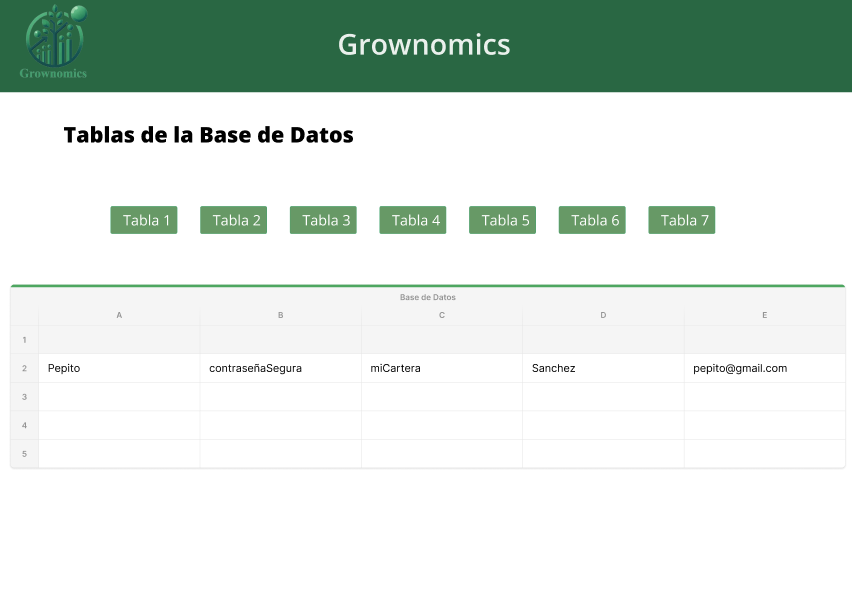 Grownomics
Grownomics
Tablas de la Base de Datos
Tabla 1 Tabla 2 Tabla 3 Tabla 4 Tabla 5 Tabla 6 Tabla 7
Base de Datos
A B C D E
1
2 Pepito contraseñaSegura miCartera Sanchez pepito@gmail.com
3
4
5